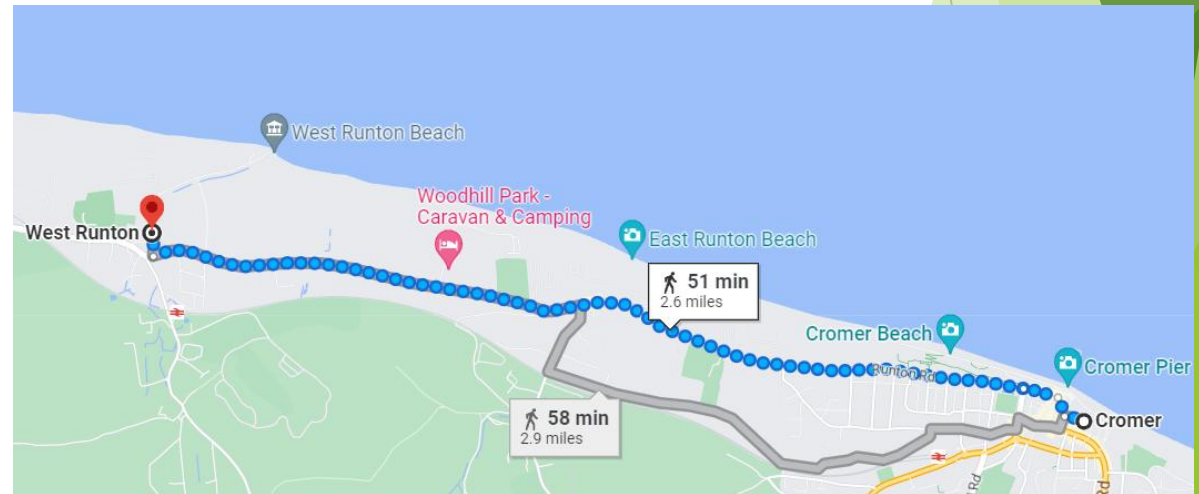 West Runton Beach
Woodhill Park -
Caravan & Camping
West Runton
East Runton Beach
51 min
2.6 miles
Cromer Beach
Runton Rd
Cromer Pier
58 min
2.9 miles
Cromer
Rd